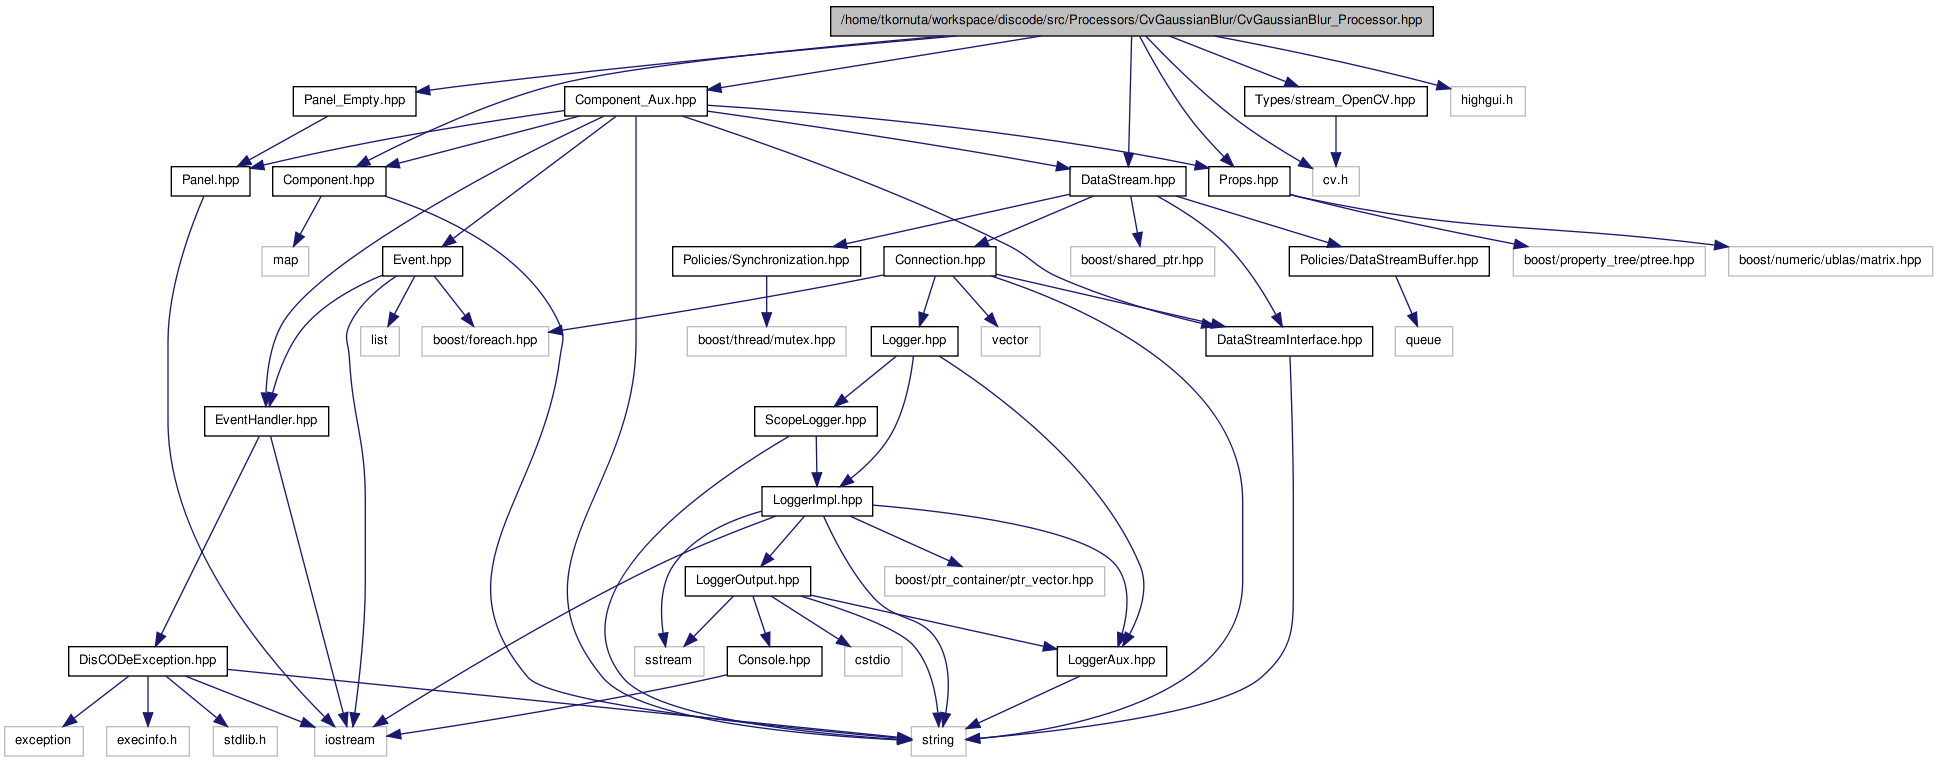 /home/tkornuta/workspace/discode/src/Processors/CvGaussianBlur/CvGaussianBlur_Processor.hpp
Panel_Empty.hpp
Component_Aux.hpp
Types/stream_OpenCV.hpp
highgui.h
Panel.hpp
Component.hpp
DataStream.hpp
Props.hpp
cv.h
map
Event.hpp
Policies/Synchronization.hpp
Connection.hpp
boost/shared_ptr.hpp
Policies/DataStreamBuffer.hpp
boost/property_tree/ptree.hpp
boost/numeric/ublas/matrix.hpp
list
boost/foreach.hpp
boost/thread/mutex.hpp
Logger.hpp
vector
DataStreamInterface.hpp
queue
EventHandler.hpp
ScopeLogger.hpp
LoggerImpl.hpp
LoggerOutput.hpp
boost/ptr_container/ptr_vector.hpp
DisCODeException.hpp
sstream
Console.hpp
cstdio
LoggerAux.hpp
exception
execinfo.h
stdlib.h
iostream
string